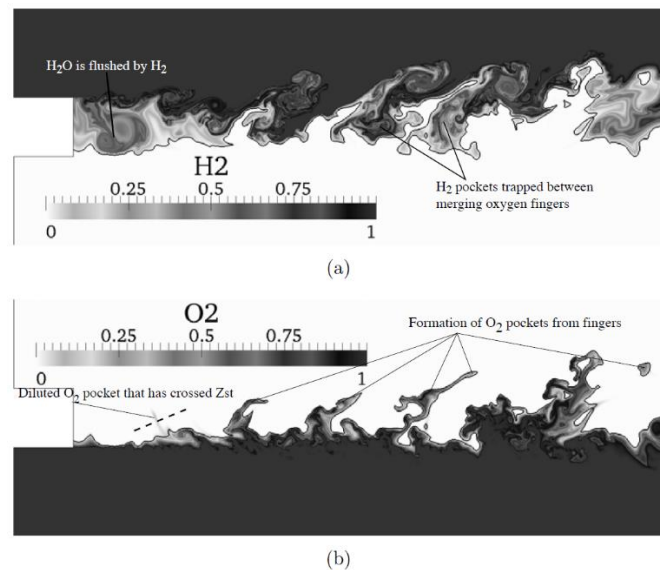 H₂O is flushed by H₂
H2
0.25 0.5 0.75
0 1
H₂ pockets trapped between
merging oxygen fingers
(a)
O2
Formation of O₂ pockets from fingers
0.25 0.5 0.75
0 1
Diluted O₂ pocket that has crossed Zst
(b)